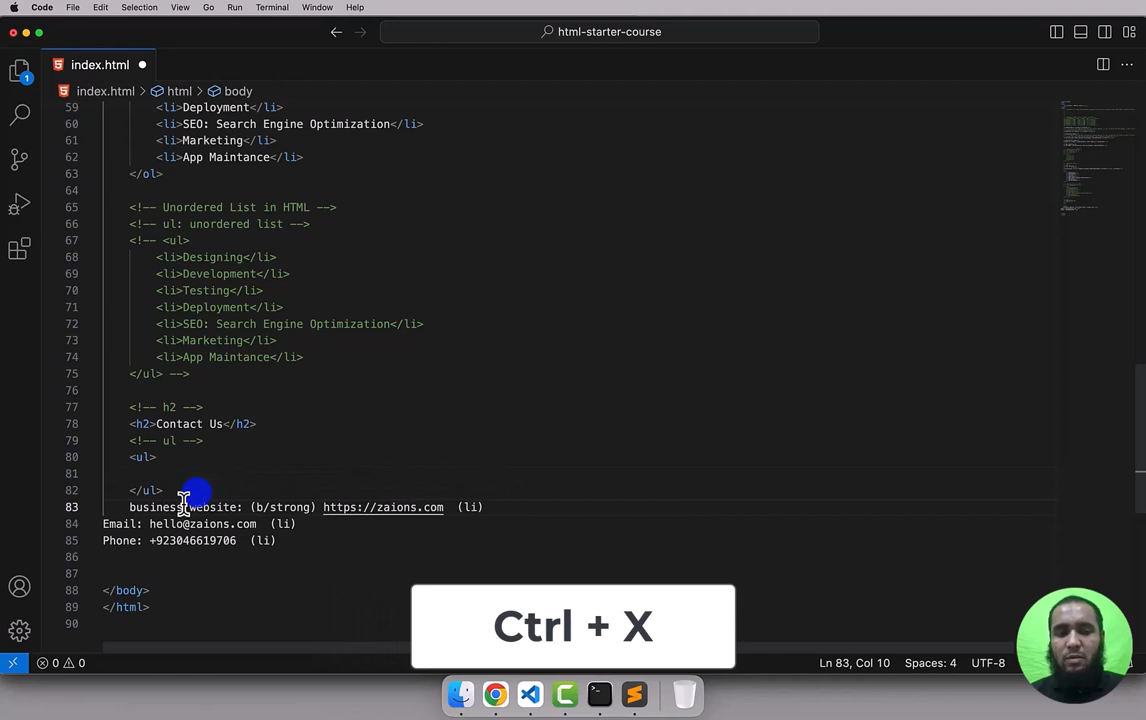 Code File Edit Selection View Go Run Terminal Window Help
html-starter-course
index.html
1
index.html > html > body
59 <li>Deployment</li>
60 <li>SEO: Search Engine Optimization</li>
61 <li>Marketing</li>
62 <li>App Maintance</li>
63 </ol>
64
65 <!-- Unordered List in HTML -->
66 <!-- ul: unordered list -->
67 <!-- <ul>
68 <li>Designing</li>
69 <li>Development</li>
70 <li>Testing</li>
71 <li>Deployment</li>
72 <li>SEO: Search Engine Optimization</li>
73 <li>Marketing</li>
74 <li>App Maintance</li>
75 </ul> -->
76
77 <!-- h2 -->
78 <h2>Contact Us</h2>
79 <!-- ul -->
80 <ul>
81
82 </ul>
83 business website: (b/strong) https://zaions.com (li)
84 Email: hello@zaions.com (li)
85 Phone: +923046619706 (li)
86
87
88 </body>
89 </html>
90
Ctrl + X
0 0 Ln 83, Col 10 Spaces: 4 UTF-8